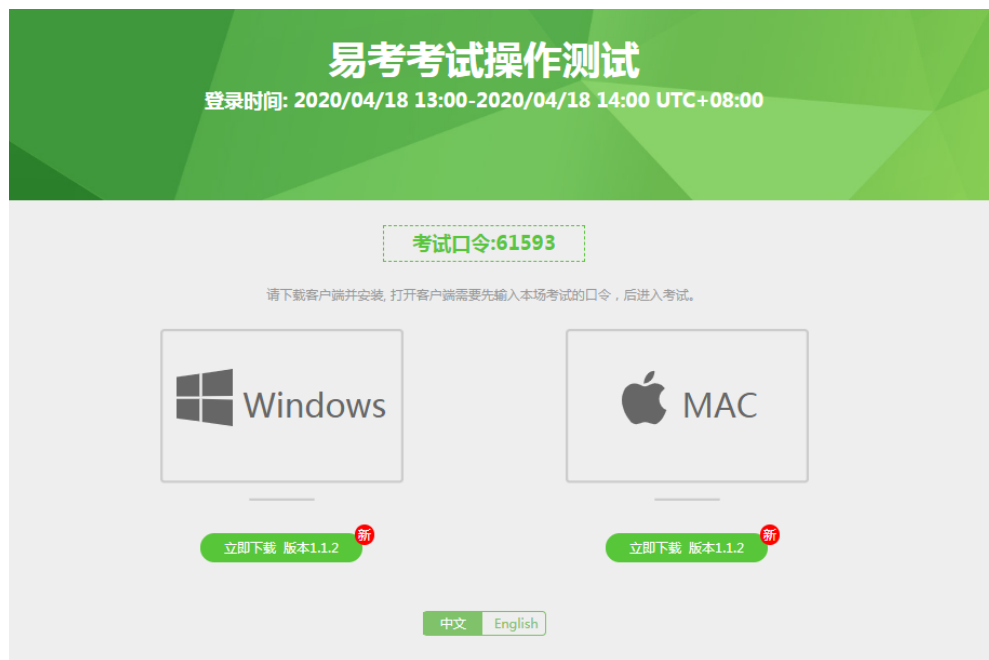 易考考试操作测试
登录时间: 2020/04/18 13:00-2020/04/18 14:00 UTC+08:00
考试口令:61593
请下载客户端并安装, 打开客户端需要先输入本场考试的口令，后进入考试。
Windows
MAC
立即下载 版本1.1.2
新
立即下载 版本1.1.2
新
中文
English